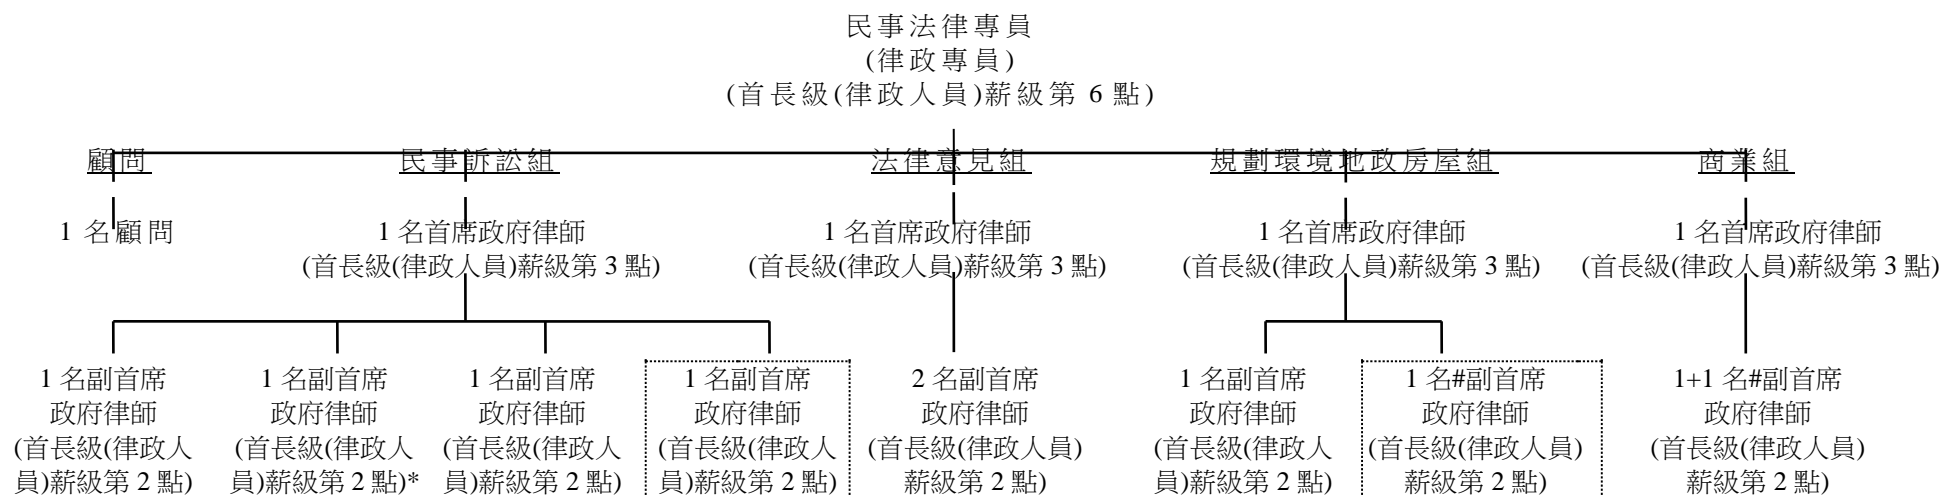 民事法律專員
(律政專員)
(首長級(律政人員)薪級第 6 點)
顧問
民事訴訟組
法律意見組
規劃環境地政房屋組
商業組
1 名顧問
1 名首席政府律師
(首長級(律政人員)薪級第 3 點)
1 名首席政府律師
(首長級(律政人員)薪級第 3 點)
1 名首席政府律師
(首長級(律政人員)薪級第 3 點)
1 名首席政府律師
(首長級(律政人員)薪級第 3 點)
1 名副首席
政府律師
(首長級(律政人
員)薪級第 2 點)
1 名副首席
政府律師
(首長級(律政人
員)薪級第 2 點)*
1 名副首席
政府律師
(首長級(律政人
員)薪級第 2 點)
1 名副首席
政府律師
(首長級(律政人
員)薪級第 2 點)
2 名副首席
政府律師
(首長級(律政人員)
薪級第 2 點)
1 名副首席
政府律師
(首長級(律政人
員)薪級第 2 點)
1 名#副首席
政府律師
(首長級(律政人員)
薪級第 2 點)
1+1 名#副首席
政府律師
(首長級(律政人員)
薪級第 2 點)